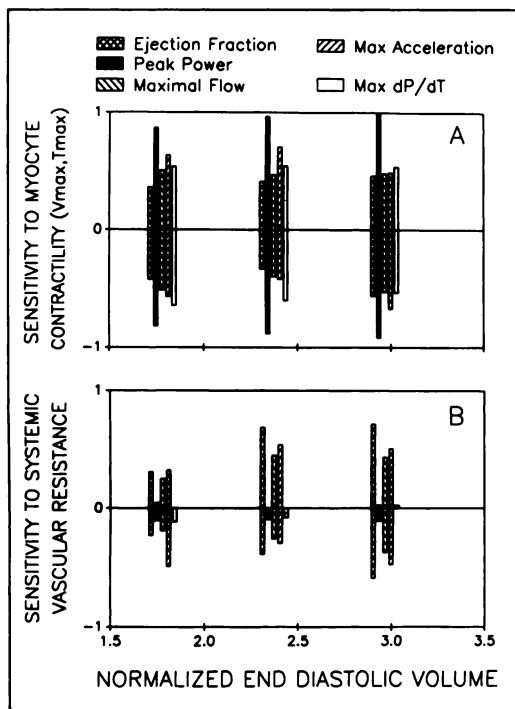 Ejection Fraction
Peak Power
Maximal Flow
Max Acceleration
Max dP/dT
SENSITIVITY TO MYOCYTE
CONTRACTILITY (Vmax,Tmax)
1
0
-1
A
SENSITIVITY TO SYSTEMIC
VASCULAR RESISTANCE
1
0
-1
B
1.5 2.0 2.5 3.0 3.5
NORMALIZED END DIASTOLIC VOLUME